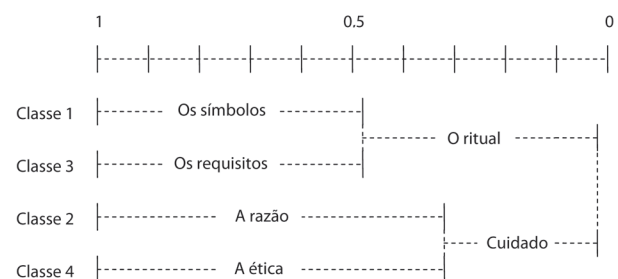 1 0.5 0
Classe 1 Os símbolos
O ritual
Classe 3 Os requisitos
Classe 2 A razão
Cuidado
Classe 4 A ética